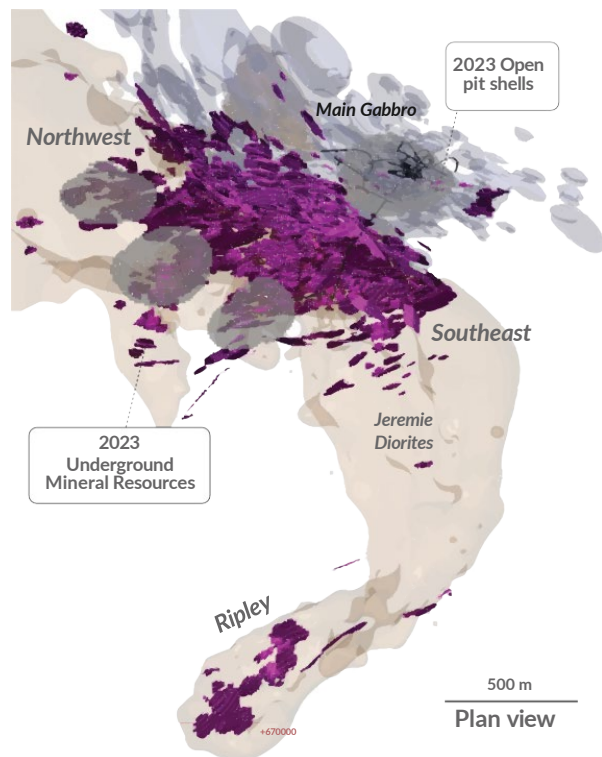 2023 Open
pit shells
Main Gabbro
Northwest
Southeast
Jeremie
Diorites
2023
Underground
Mineral Resources
Ripley
500 m
Plan view
+670000